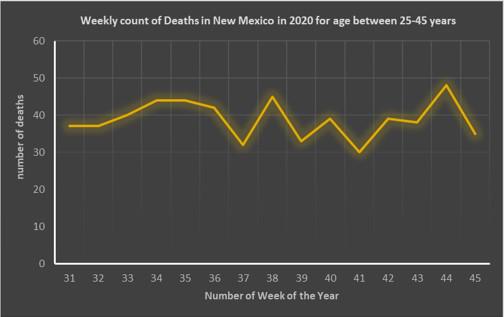 Weekly count of Deaths in New Mexico in 2020 for age between 25-45 years
60
50
40
30
20
10
0
number of deaths
31 32 33 34 35 36 37 38 39 40 41 42 43 44 45
Number of Week of the Year